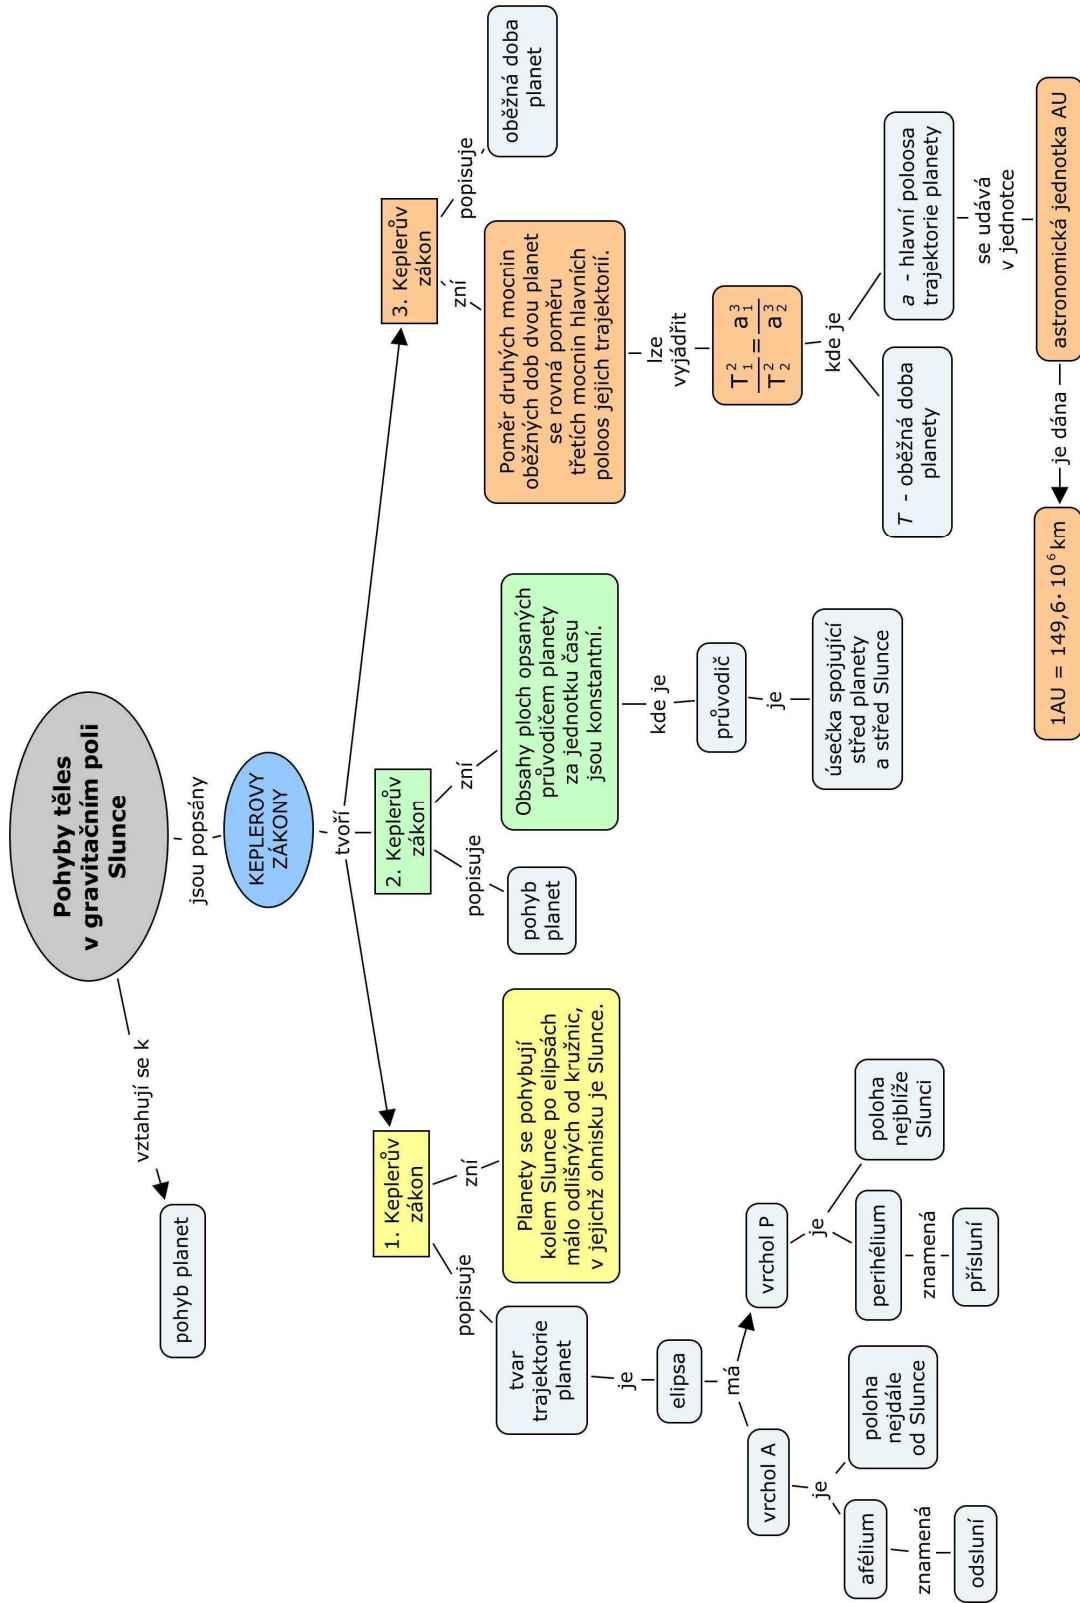 Pohyby těles
v gravitačním poli
Slunce
vztahují se k
pohyb planet
jsou popsány
KEPLEROVY
ZÁKONY
tvoří
1. Keplerův
zákon
popisuje
tvar
trajektorie
planet
je
elipsa
má
vrchol A
je
afélium
znamená
odsluní
poloha
nejdále
od Slunce
vrchol P
je
perihélium
znamená
přísluní
poloha
nejblíže
Slunci
zní
Planety se pohybují
kolem Slunce po elipsách
málo odlišných od kružnic,
v jejichž ohnisku je Slunce.
2. Keplerův
zákon
popisuje
pohyb
planet
zní
Obsahy ploch opsaných
průvodičem planety
za jednotku času
jsou konstantní.
kde je
průvodič
je
úsečka spojující
střed planety
a střed Slunce
3. Keplerův
zákon
zní
Poměr druhých mocnin
oběžných dob dvou planet
se rovná poměru
třetích mocnin hlavních
poloos jejich trajektorií.
lze
vyjádřit
T₁²/T₂² = a₁³/a₂³
kde je
T - oběžná doba
planety
a - hlavní poloosa
trajektorie planety
se udává
v jednotce
astronomická jednotka AU
je dána
1AU = 149,6· 10⁶ km
popisuje
oběžná doba
planet